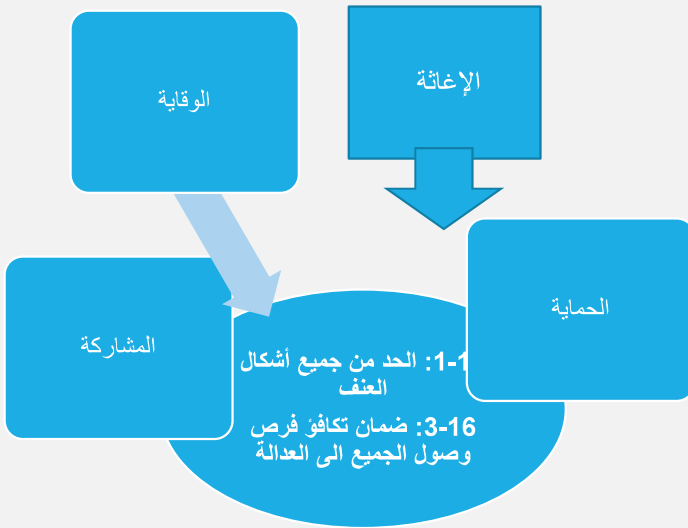 الإغاثة
الوقاية
الحماية
المشاركة
1-1: الحد من جميع أشكال
العنف
3-16: ضمان تكافؤ فرص
وصول الجميع الى العدالة